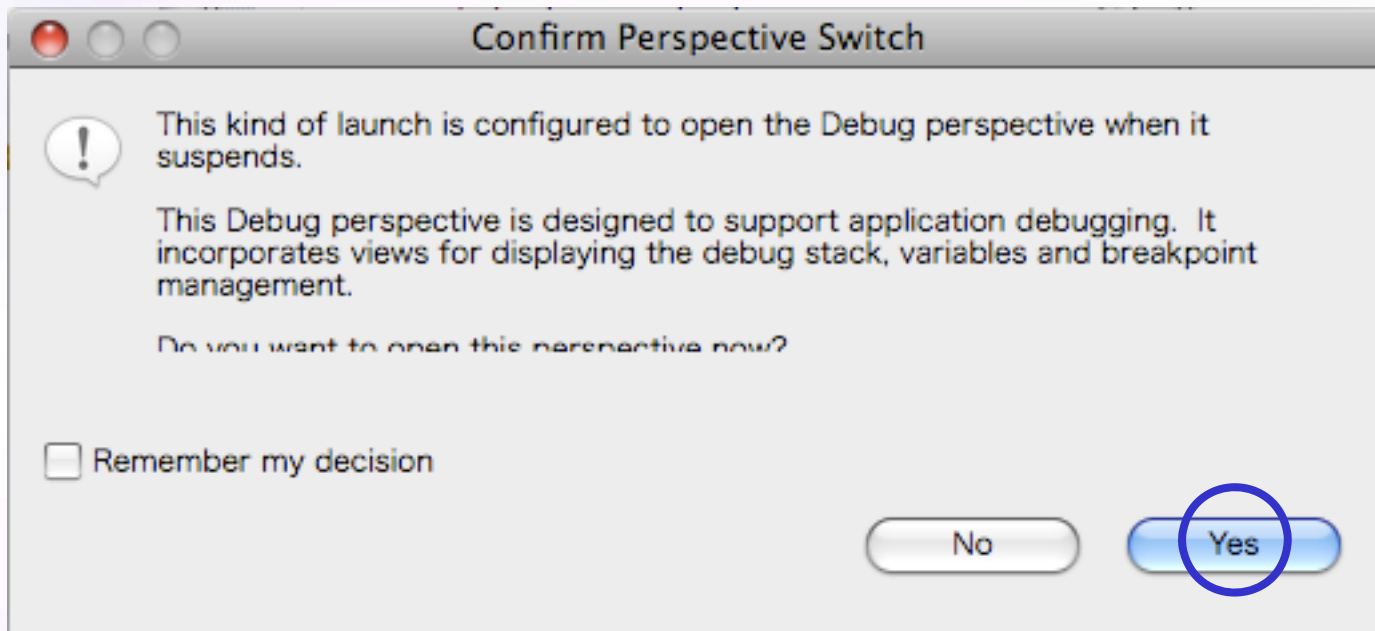 Confirm Perspective Switch
This kind of launch is configured to open the Debug perspective when it
suspends.
This Debug perspective is designed to support application debugging.  It
incorporates views for displaying the debug stack, variables and breakpoint
management.
Do you want to open this perspective now?
Remember my decision
No
Yes